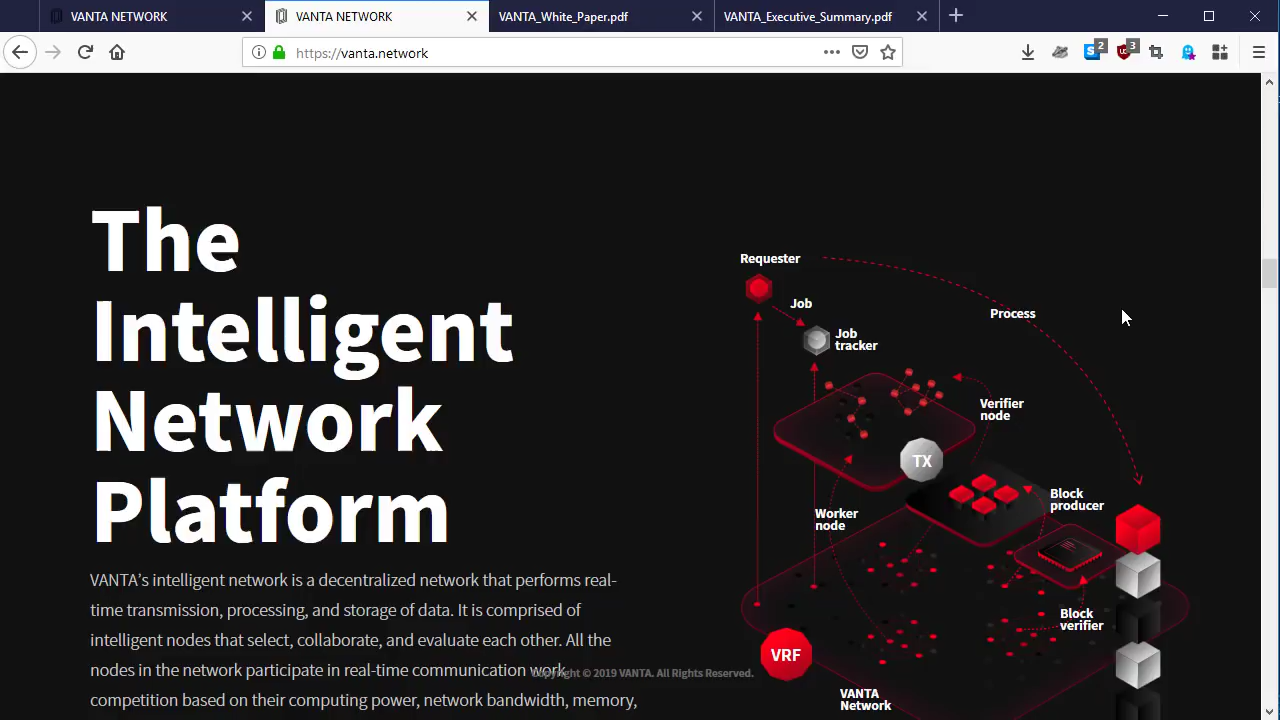 VANTA NETWORK
VANTA NETWORK
VANTA_White_Paper.pdf
VANTA_Executive_Summary.pdf
https://vanta.network
2
3
The
Intelligent
Network
Platform
VANTA's intelligent network is a decentralized network that performs real-
time transmission, processing, and storage of data. It is comprised of
intelligent nodes that select, collaborate, and evaluate each other. All the
nodes in the network participate in real-time communication work
competition based on their computing power, network bandwidth, memory,
Copyright © 2019 VANTA. All Rights Reserved.
Requester
Job
Process
Job
tracker
Verifier
node
TX
Block
producer
Worker
node
Block
verifier
VRF
VANTA
Network